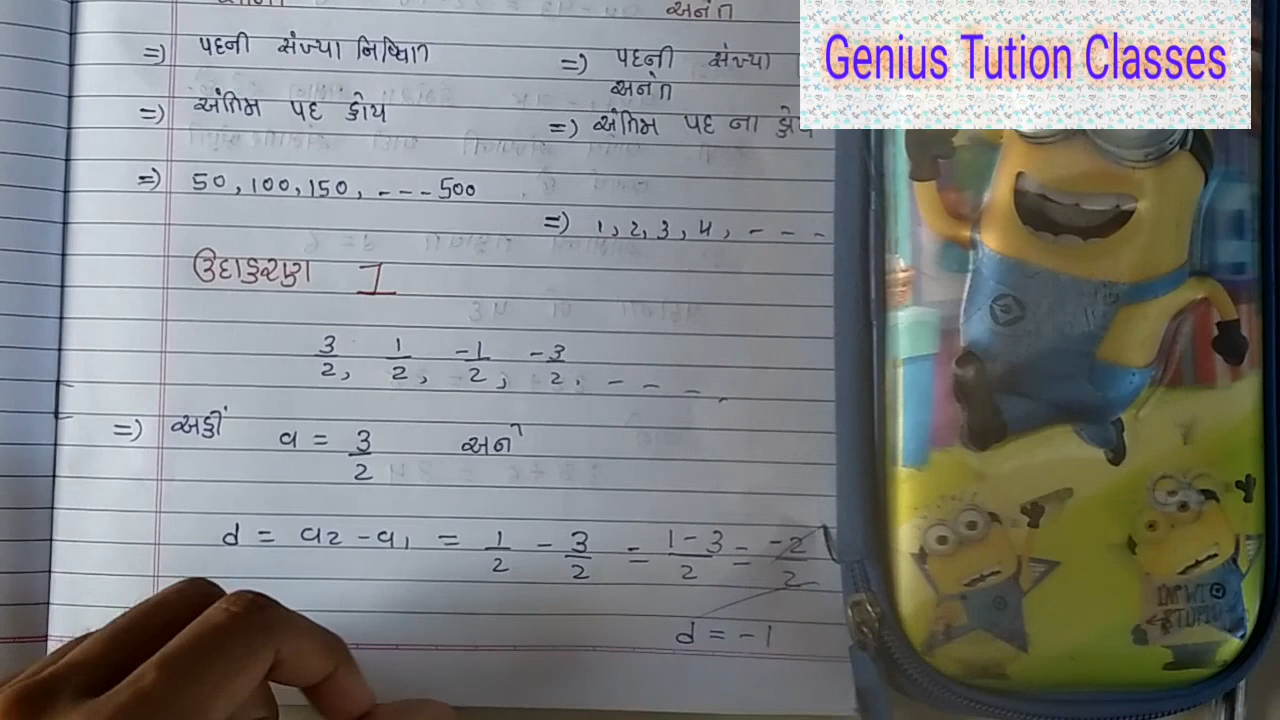 અનંત
Genius Tution Classes
=) પદની સંખ્યા નિશ્ચિત
=) પદની સંખ્યા
અનંત
=) અંતિમ પદ હોય
=) અંતિમ પદ ના હોય
=) 50, 100, 150, --- 500
=) 1, 2, 3, 4, - - -
ઉદાહરણ 1
3/2, 1/2, -1/2, -3/2, - - - -
=) અહીં a = 3/2 અને
d = a2 - a1 = 1/2 - 3/2 = 1-3/2 = -2/2
d = -1